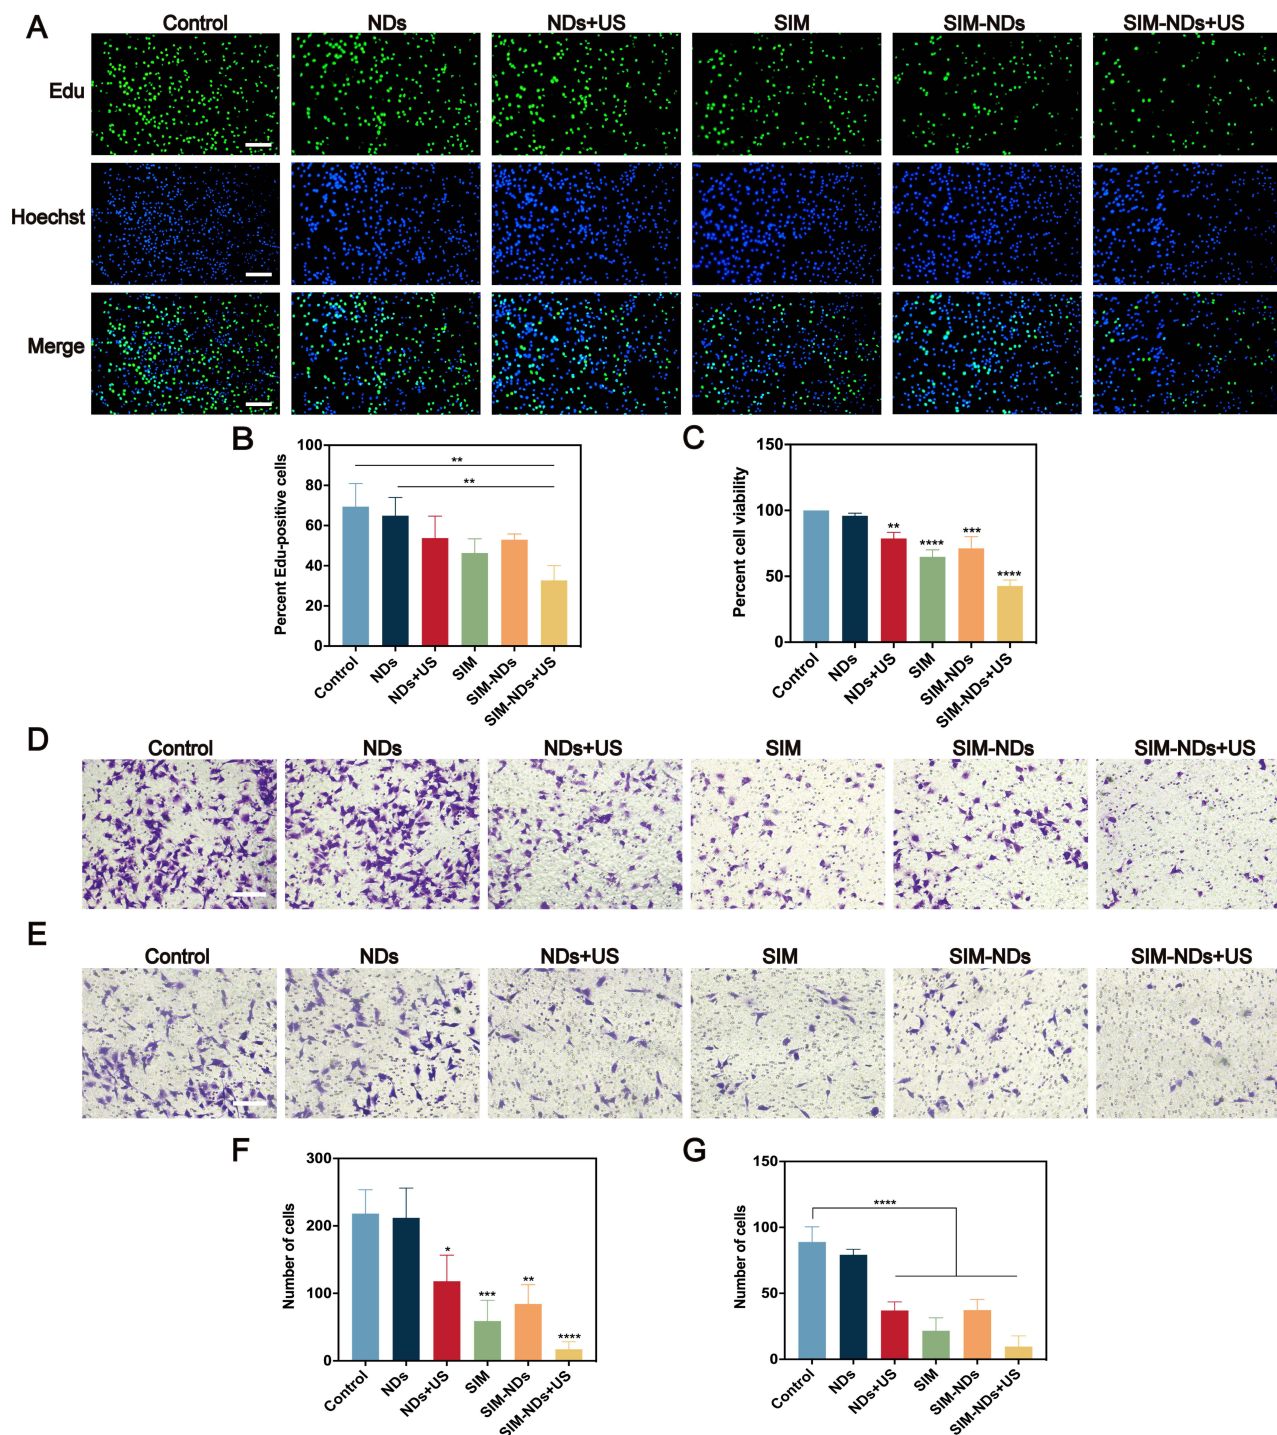 A
Control NDs NDs+US SIM SIM-NDs SIM-NDs+US
Edu
Hoechst
Merge
B
Percent Edu-positive cells
100
80
60
40
20
0
**
**
Control NDs NDs+US SIM SIM-NDs SIM-NDs+US
C
Percent cell viability
150
100
50
0
** **** *** ****
Control NDs NDs+US SIM SIM-NDs SIM-NDs+US
D
Control NDs NDs+US SIM SIM-NDs SIM-NDs+US
E
Control NDs NDs+US SIM SIM-NDs SIM-NDs+US
F
Number of cells
300
200
100
0
* *** ** ****
Control NDs NDs+US SIM SIM-NDs SIM-NDs+US
G
Number of cells
150
100
50
0
****
Control NDs NDs+US SIM SIM-NDs SIM-NDs+US